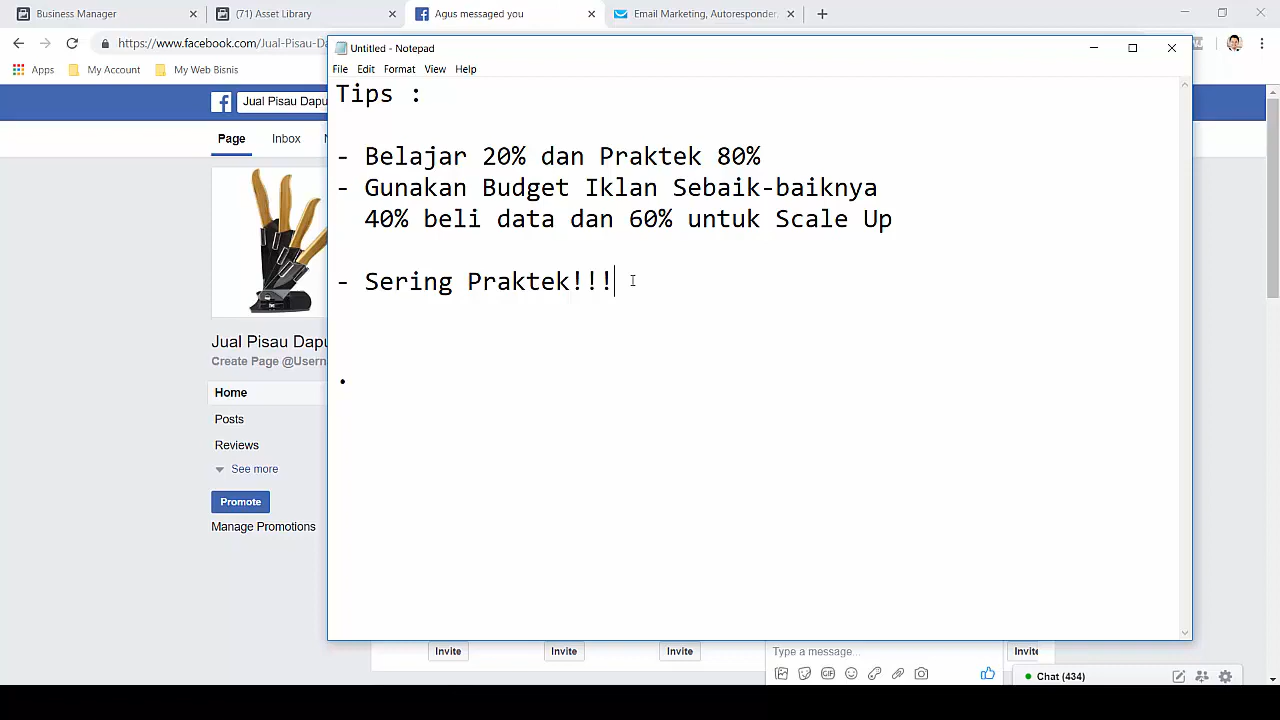 Business Manager
(71) Asset Library
Agus messaged you
Email Marketing, Autoresponder
https://www.facebook.com/Jual-Pisau-Da
Apps
My Account
My Web Bisnis
Untitled - Notepad
File Edit Format View Help
Jual Pisau Dapu
Page Inbox
Tips :
- Belajar 20% dan Praktek 80%
- Gunakan Budget Iklan Sebaik-baiknya
40% beli data dan 60% untuk Scale Up
- Sering Praktek!!!
.
Jual Pisau Dapu
Create Page @Usern
Home
Posts
Reviews
See more
Promote
Manage Promotions
Invite Invite Invite
Type a message...
Invite
GIF
Chat (434)